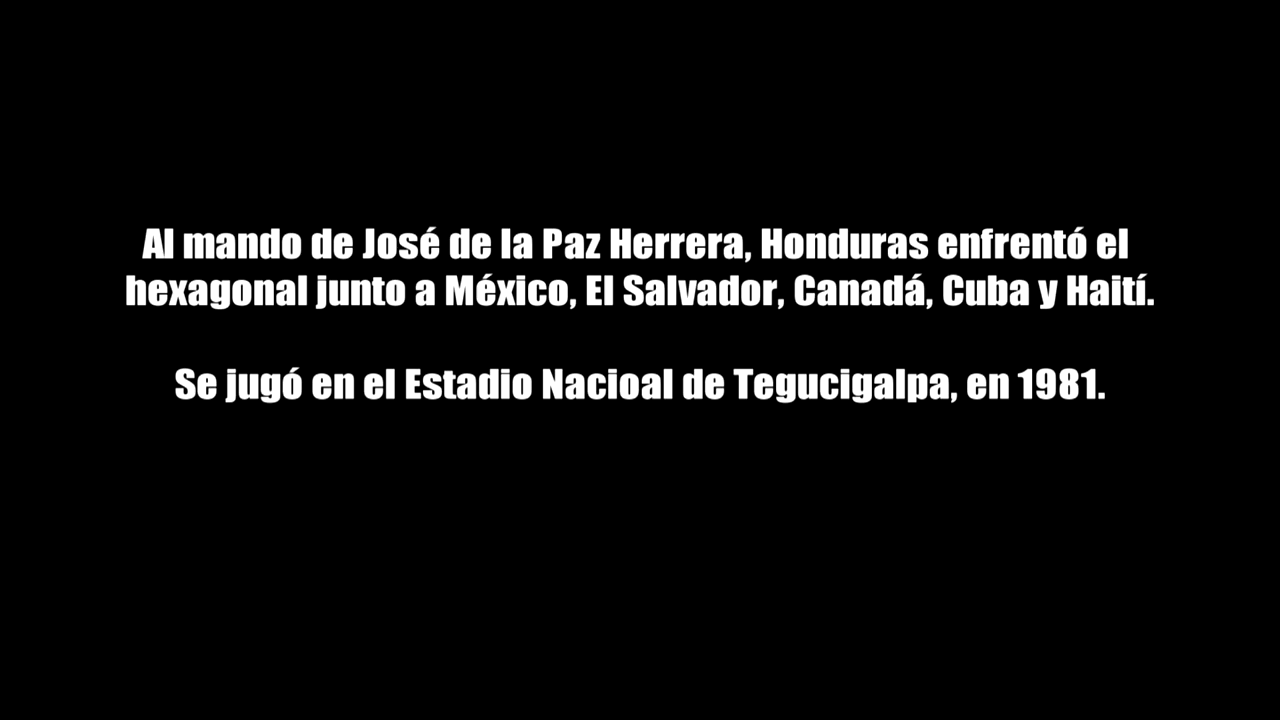 Al mando de José de la Paz Herrera, Honduras enfrentó el
hexagonal junto a México, El Salvador, Canadá, Cuba y Haití.
Se jugó en el Estadio Nacioal de Tegucigalpa, en 1981.